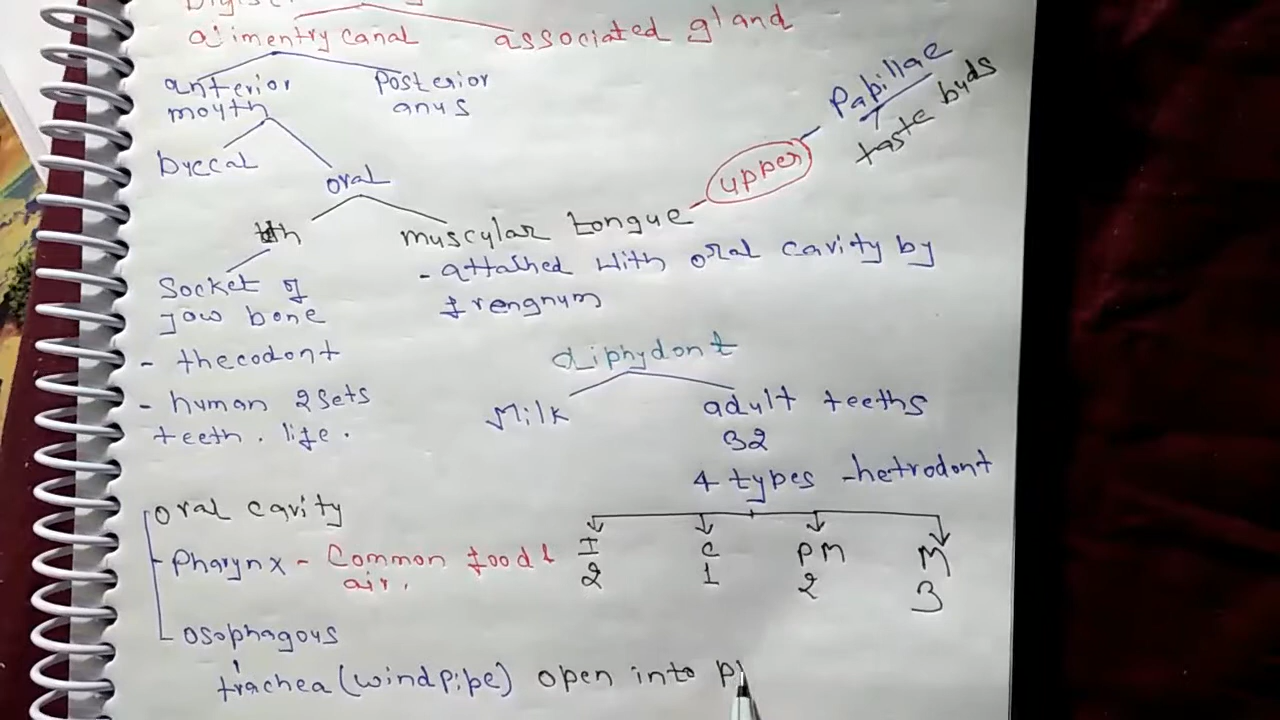 alimentry canal associated gland
anterior posterior
mouth anus
buccal
oral
upper - Papillae
taste buds
th muscular tongue
- attashed with oral cavity by
frengnum
Socket of
jaw bone
- thecodont
- human 2 sets
teeth . life .
diphydont
Milk adult teeths
32
4 types - hetrodont
I C PM M
2 1 2 3
oral cavity
Pharynx - Common food &
air .
osophagous
trachea (windpipe) open into p